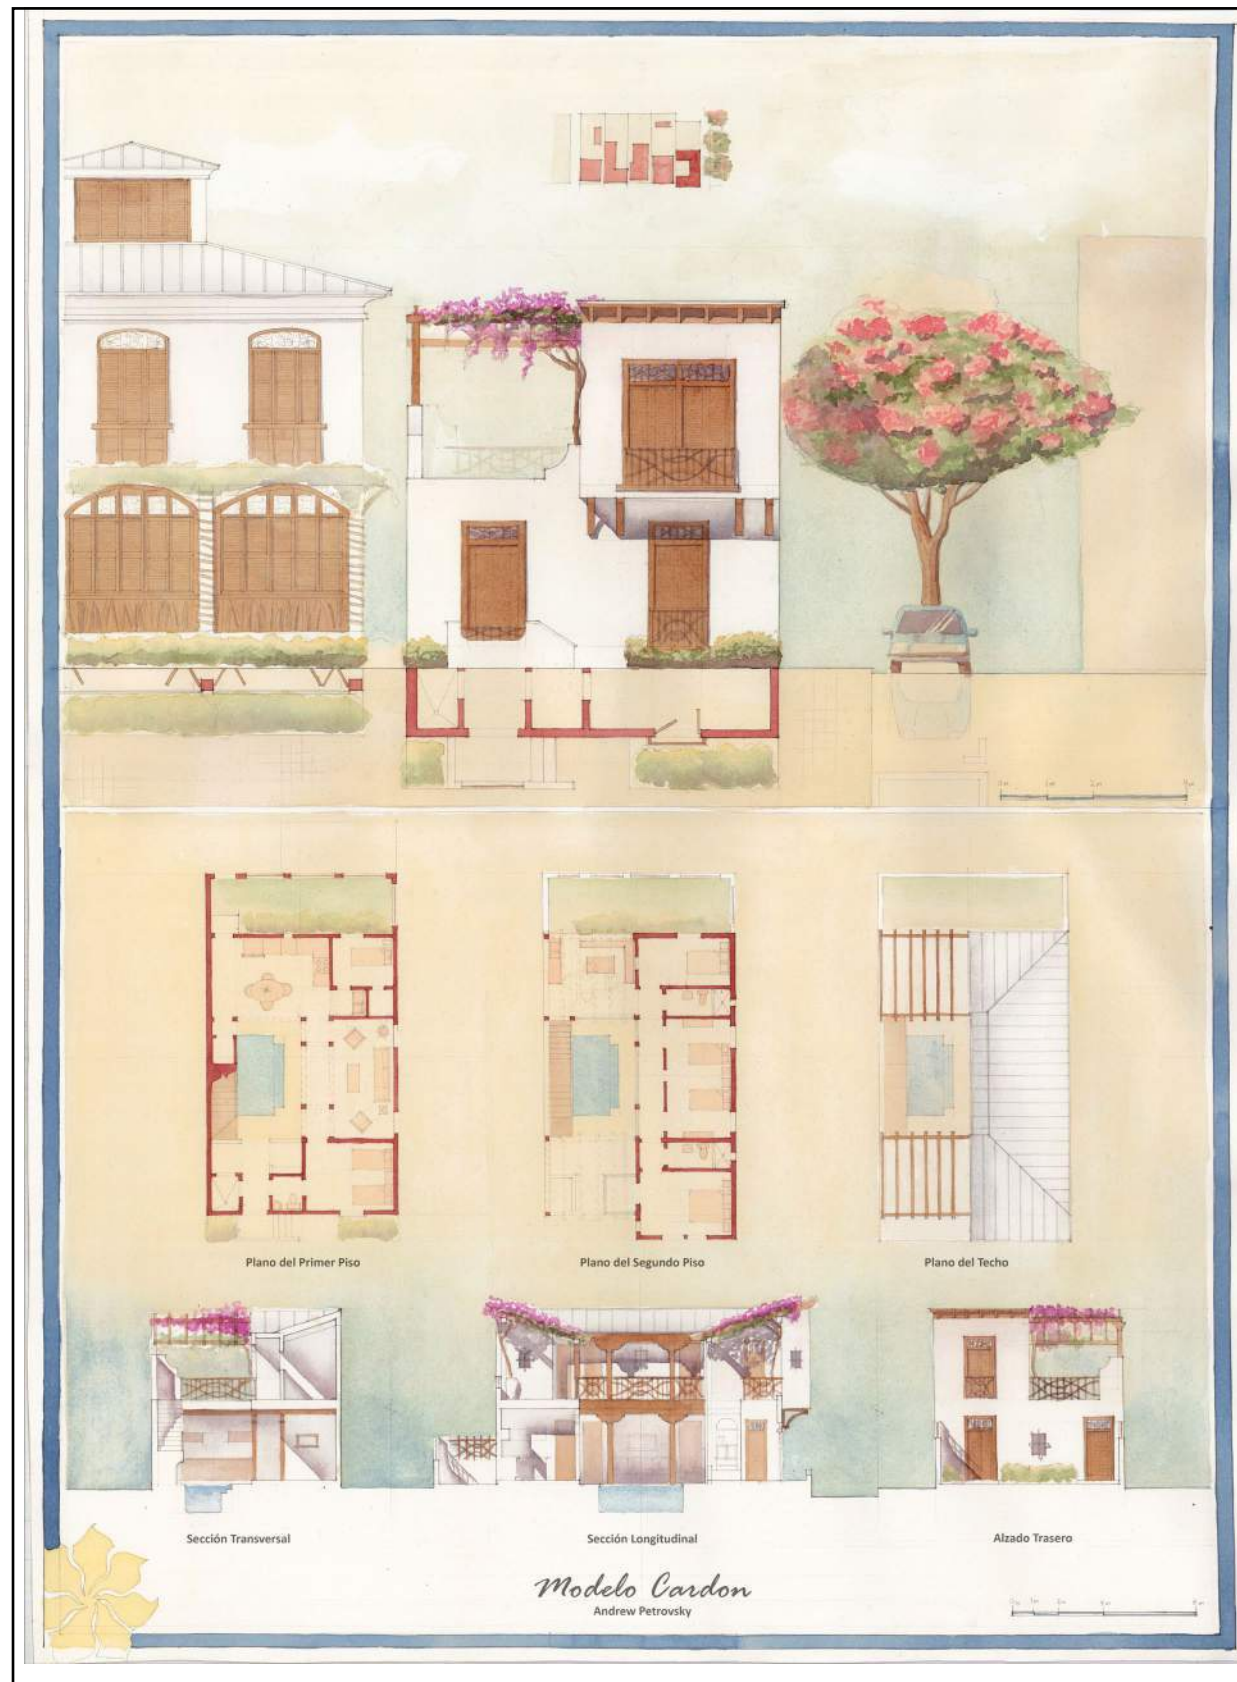 Plano del Primer Piso
Plano del Segundo Piso
Plano del Techo
Sección Transversal
Sección Longitudinal
Alzado Trasero
Modelo Cardon
Andrew Petrovsky